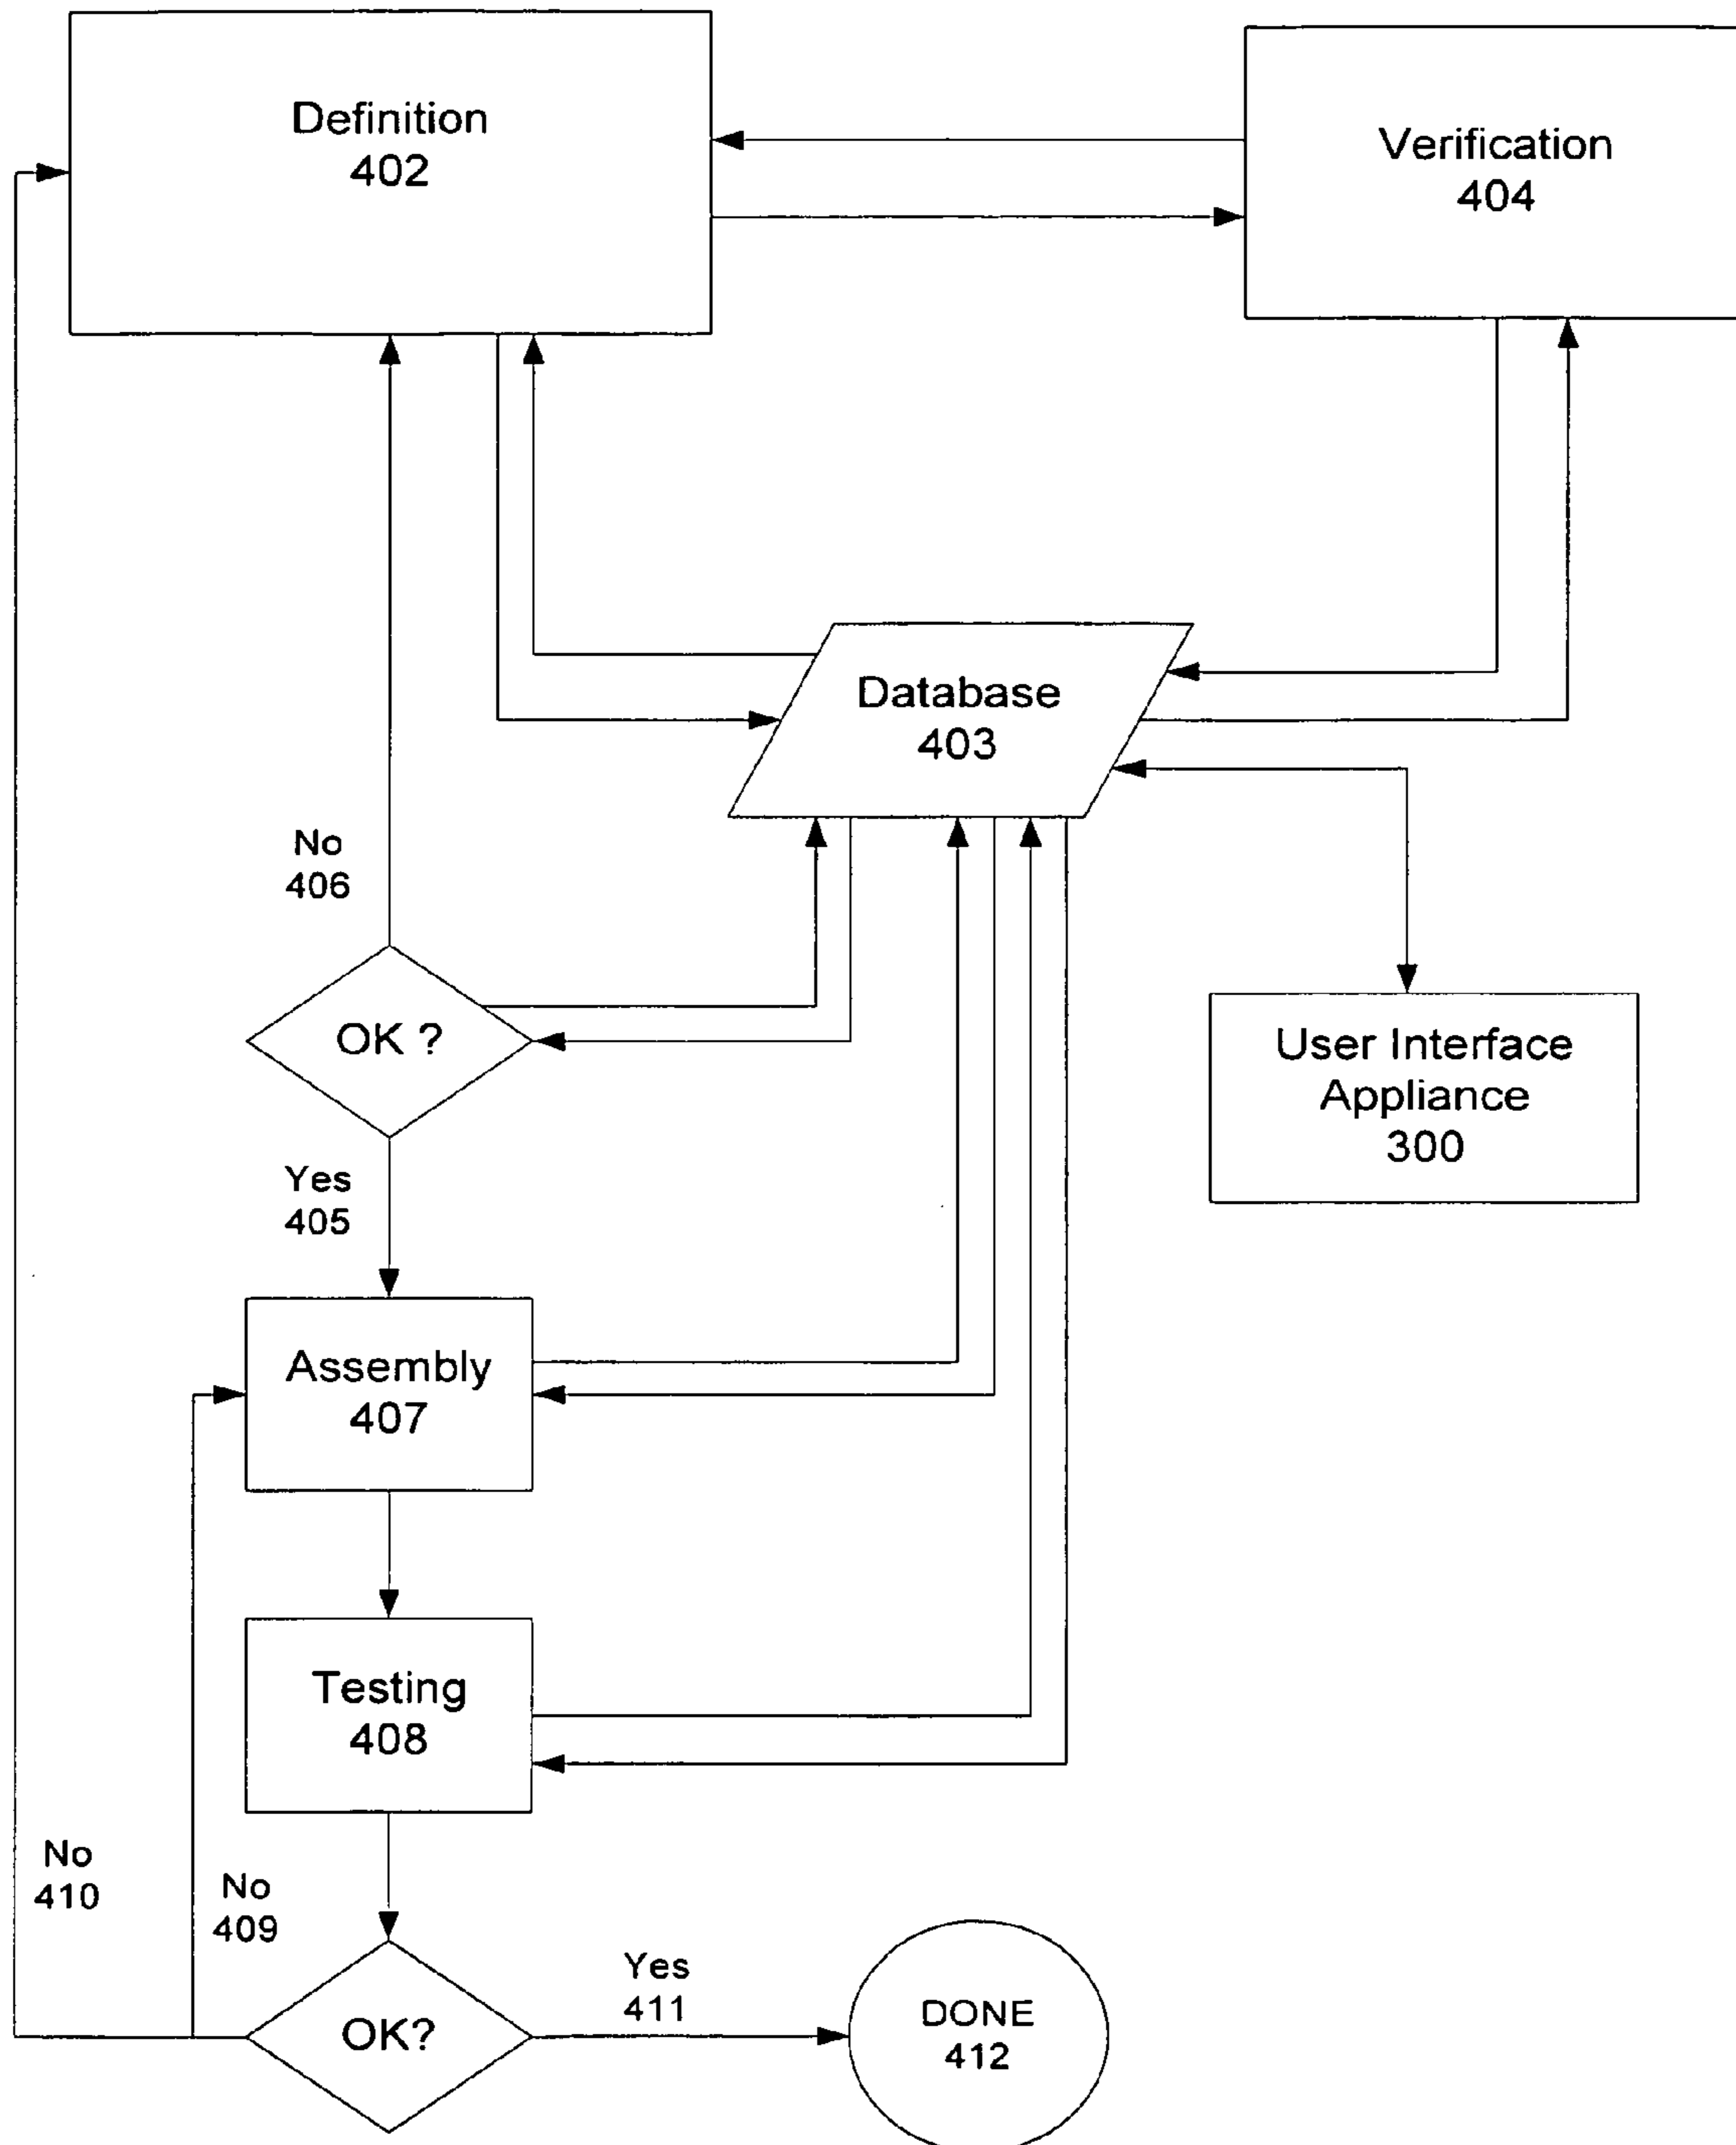 Definition
402
Verification
404
Database
403
No
406
OK ?
User Interface
Appliance
300
Yes
405
Assembly
407
Testing
408
No
410
No
409
OK?
Yes
411
DONE
412